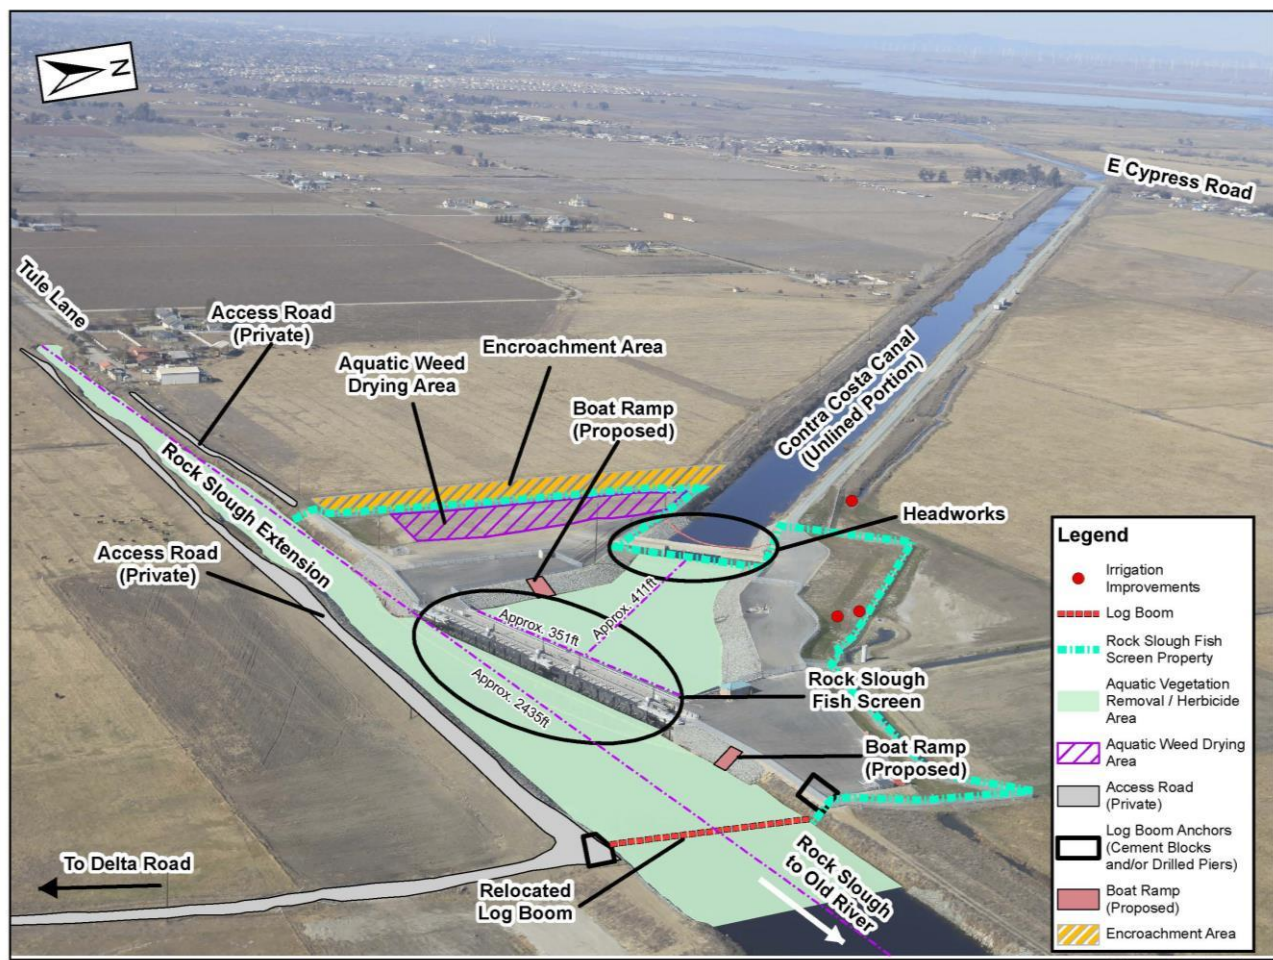 N
E Cypress Road
Tule Lane
Access Road
(Private)
Aquatic Weed
Drying Area
Encroachment Area
Boat Ramp
(Proposed)
Contra Costa Canal
(Unlined Portion)
Headworks
Rock Slough Extension
Access Road
(Private)
Approx. 411ft
Approx. 351ft
Approx. 2435ft
Rock Slough
Fish Screen
Boat Ramp
(Proposed)
To Delta Road
Relocated
Log Boom
Rock Slough
to Old River
Legend
Irrigation
Improvements
Log Boom
Rock Slough Fish
Screen Property
Aquatic Vegetation
Removal / Herbicide
Area
Aquatic Weed Drying
Area
Access Road
(Private)
Log Boom Anchors
(Cement Blocks
and/or Drilled Piers)
Boat Ramp
(Proposed)
Encroachment Area